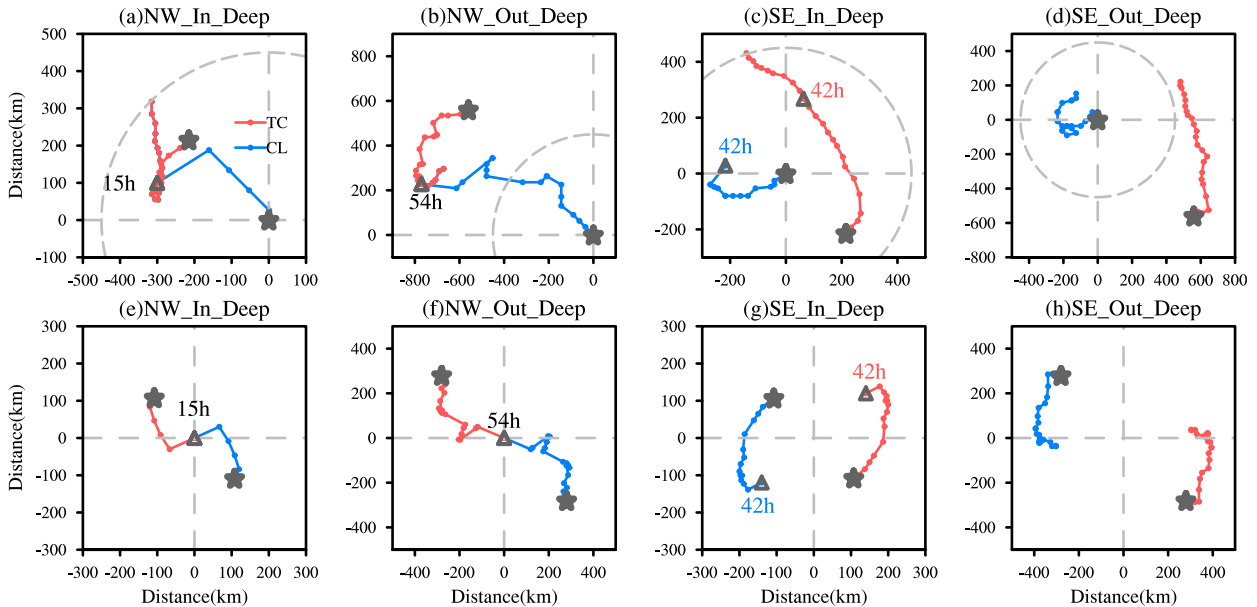 (a)NW_In_Deep
(b)NW_Out_Deep
(c)SE_In_Deep
(d)SE_Out_Deep
Distance(km)
500
400
300
200
100
0
-100
TC
CL
15h
-500 -400 -300 -200 -100 0 100
800
600
400
200
0
54h
-800 -600 -400 -200 0
400
200
0
-200
42h
42h
-200 0 200 400
400
200
0
-200
-400
-600
-800
-400 -200 0 200 400 600 800
(e)NW_In_Deep
(f)NW_Out_Deep
(g)SE_In_Deep
(h)SE_Out_Deep
Distance(km)
300
200
100
0
-100
-200
-300
15h
-300 -200 -100 0 100 200 300
Distance(km)
400
200
0
-200
-400
54h
-400 -200 0 200 400
Distance(km)
300
200
100
0
-100
-200
-300
42h
42h
-300 -200 -100 0 100 200 300
Distance(km)
400
200
0
-200
-400
-400 -200 0 200 400
Distance(km)